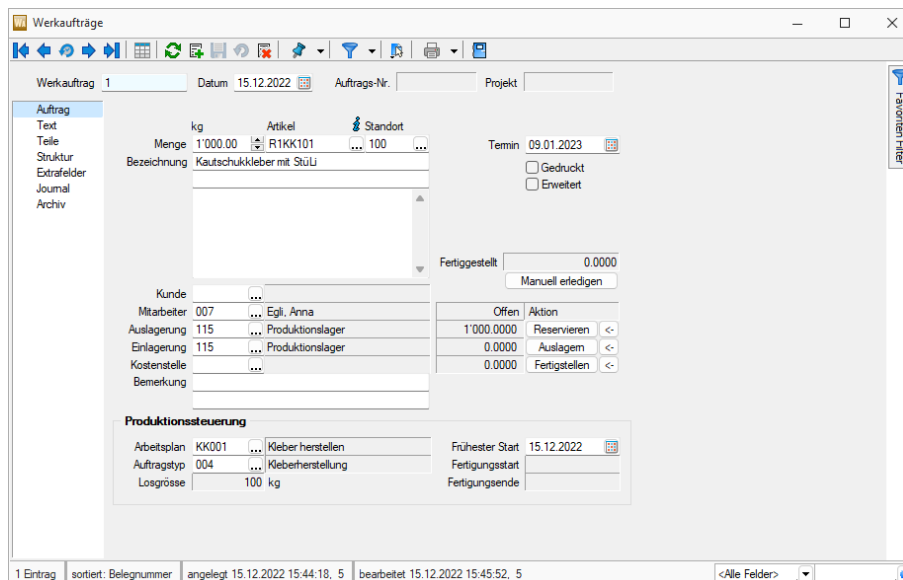 Werkaufträge
Werkauftrag 1 Datum 15.12.2022 Auftrags-Nr. Projekt
Favoriten Filter
Auftrag
Text
Teile
Struktur
Extrafelder
Journal
Archiv
kg Artikel Standort
Menge 1'000.00 R1KK101 ... 100 ... Termin 09.01.2023
Bezeichnung Kautschukkleber mit StüLi
Gedruckt
Erweitert
Fertiggestellt 0.0000
Manuell erledigen
Kunde ...
Mitarbeiter 007 ... Egli, Anna Offen Aktion
Auslagerung 115 ... Produktionslager 1'000.0000 Reservieren <-
Einlagerung 115 ... Produktionslager 0.0000 Auslagern <-
Kostenstelle ... 0.0000 Fertigstellen <-
Bemerkung
Produktionssteuerung
Arbeitsplan KK001 ... Kleber herstellen Frühester Start 15.12.2022
Auftragstyp 004 ... Kleberherstellung Fertigungsstart
Losgrösse 100 kg Fertigungsende
1 Eintrag sortiert: Belegnummer angelegt 15.12.2022 15:44:18, 5 bearbeitet 15.12.2022 15:45:52, 5 <Alle Felder>